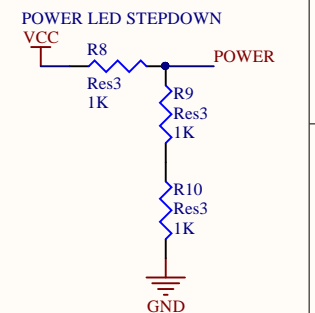 POWER LED STEPDOWN
VCC
R8
POWER
Res3
1K
R9
Res3
1K
R10
Res3
1K
GND